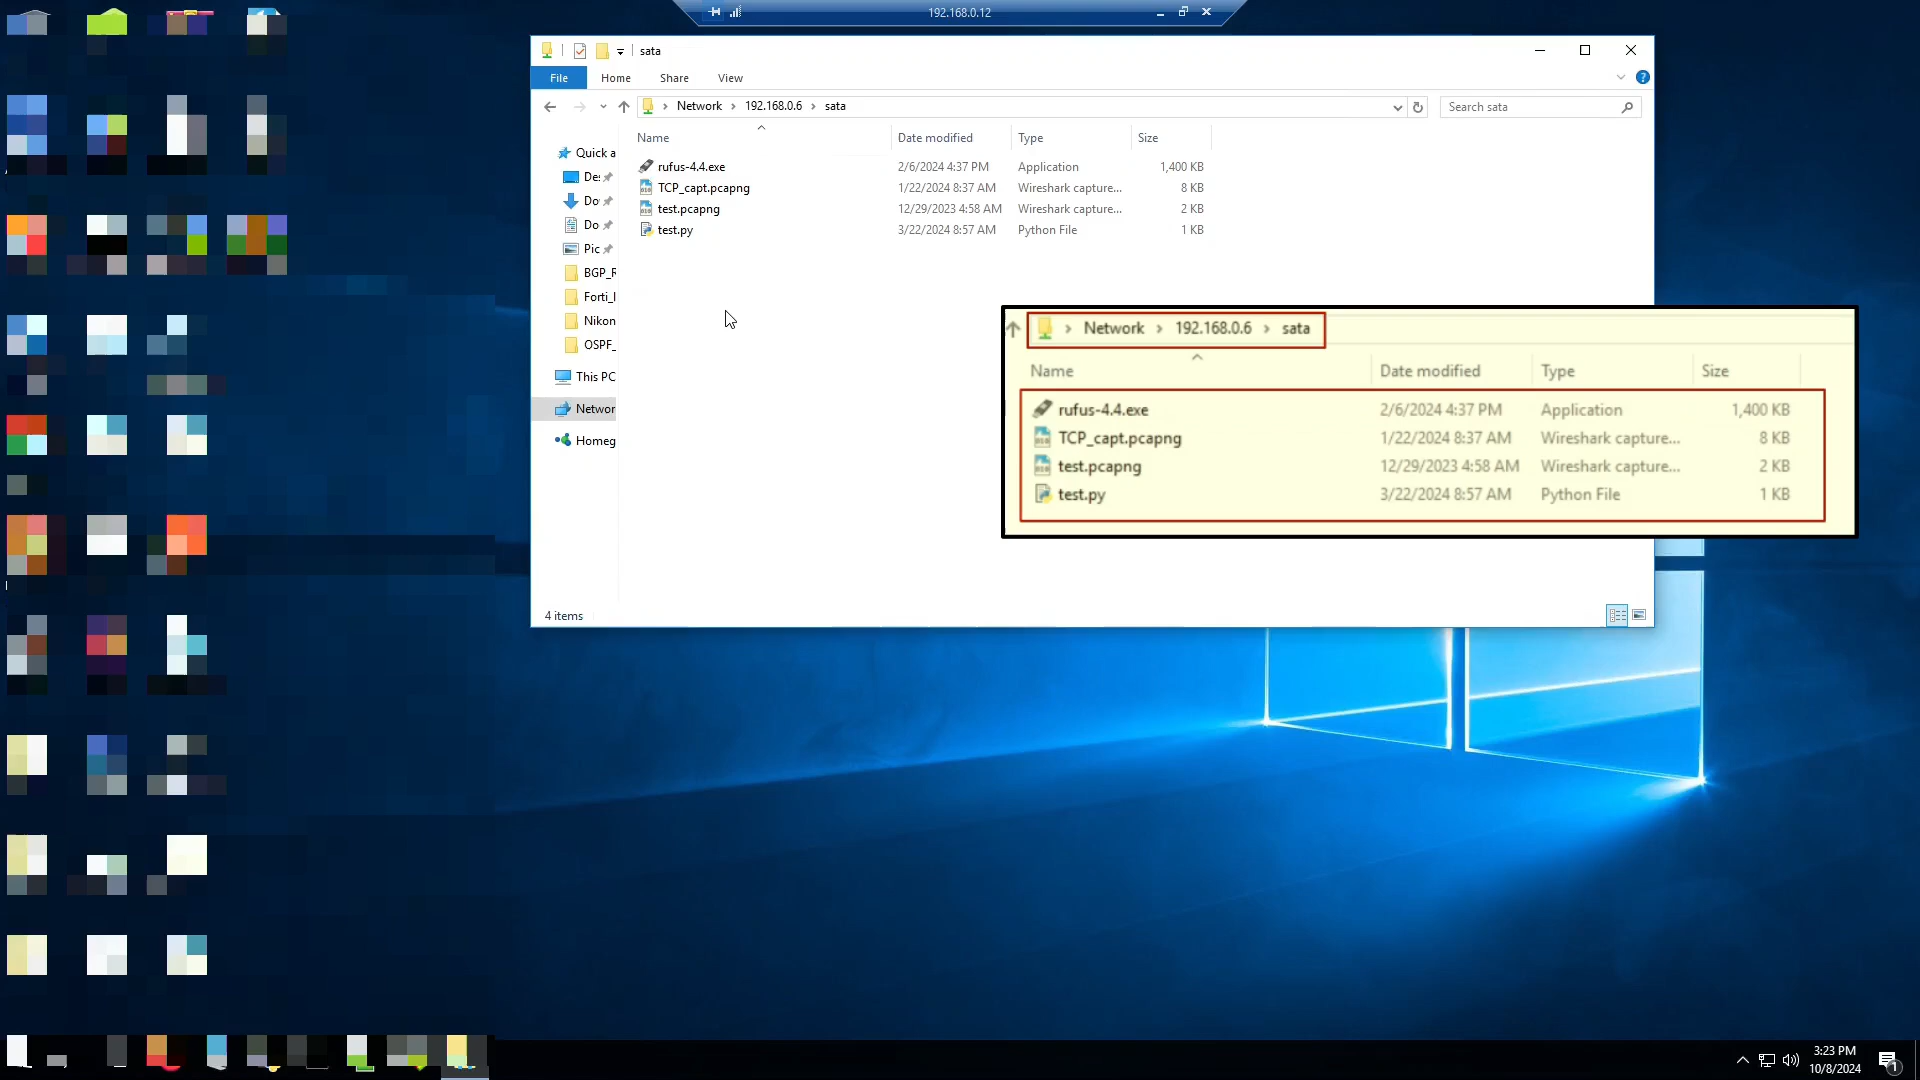 192.168.0.12
sata
File Home Share View
Network 192.168.0.6 sata
Search sata
Name Date modified Type Size
Quick a
rufus-4.4.exe 2/6/2024 4:37 PM Application 1,400 KB
Des
TCP_capt.pcapng 1/22/2024 8:37 AM Wireshark capture... 8 KB
Do
test.pcapng 12/29/2023 4:58 AM Wireshark capture... 2 KB
Do
test.py 3/22/2024 8:57 AM Python File 1 KB
Pic
BGP_R
Forti_I
Nikon
OSPF_
This PC
Networ
Homeg
Network 192.168.0.6 sata
Name Date modified Type Size
rufus-4.4.exe 2/6/2024 4:37 PM Application 1,400 KB
TCP_capt.pcapng 1/22/2024 8:37 AM Wireshark capture... 8 KB
test.pcapng 12/29/2023 4:58 AM Wireshark capture... 2 KB
test.py 3/22/2024 8:57 AM Python File 1 KB
4 items
3:23 PM
10/8/2024
1